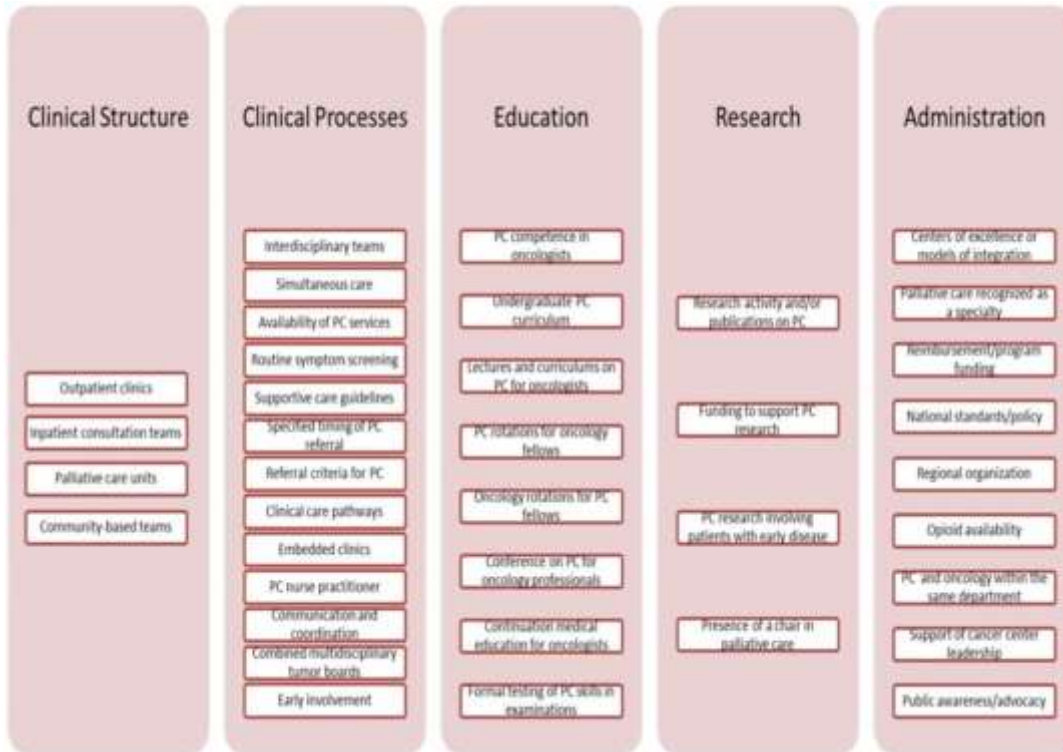 Clinical Structure
Outpatient clinics
Inpatient consultation teams
Palliative care units
Community-based teams
Clinical Processes
Interdisciplinary teams
Simultaneous care
Availability of PC services
Routine symptom screening
Supportive care guidelines
Specified timing of PC
referral
Referral criteria for PC
Clinical care pathways
Embedded clinics
PC nurse practitioner
Communication and
coordination
Combined multidisciplinary
tumor boards
Early involvement
Education
PC competence in
oncologists
Undergraduate PC
curriculum
Lectures and curriculums on
PC for oncologists
PC rotations for oncology
fellows
Oncology rotations for PC
fellows
Conference on PC for
oncology professionals
Continuation medical
education for oncologists
Formal testing of PC skills in
examinations
Research
Research activity and/or
publications on PC
Funding to support PC
research
PC research involving
patients with early disease
Presence of a chair in
palliative care
Administration
Centers of excellence or
models of integration
Palliative care recognized as
a specialty
Reimbursement/program
funding
National standards/policy
Regional organization
Opioid availability
PC and oncology within the
same department
Support of cancer center
leadership
Public awareness/advocacy